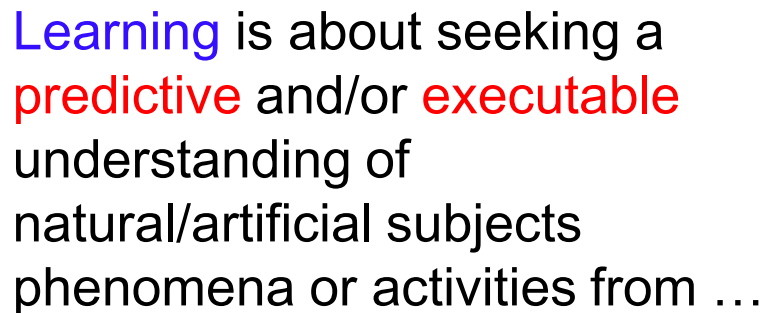 Learning is about seeking a
predictive and/or executable
understanding of
natural/artificial subjects
phenomena or activities from …